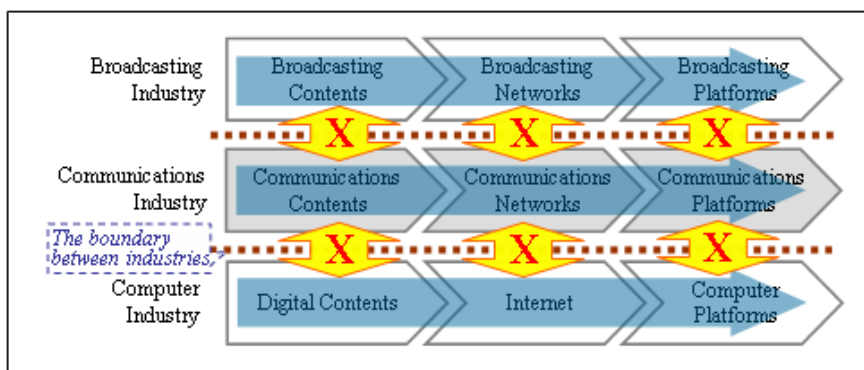 Broadcasting
Industry
Broadcasting
Contents
Broadcasting
Networks
Broadcasting
Platforms
X X X
Communications
Industry
Communications
Contents
Communications
Networks
Communications
Platforms
The boundary
between industries,
X X X
Computer
Industry
Digital Contents
Internet
Computer
Platforms